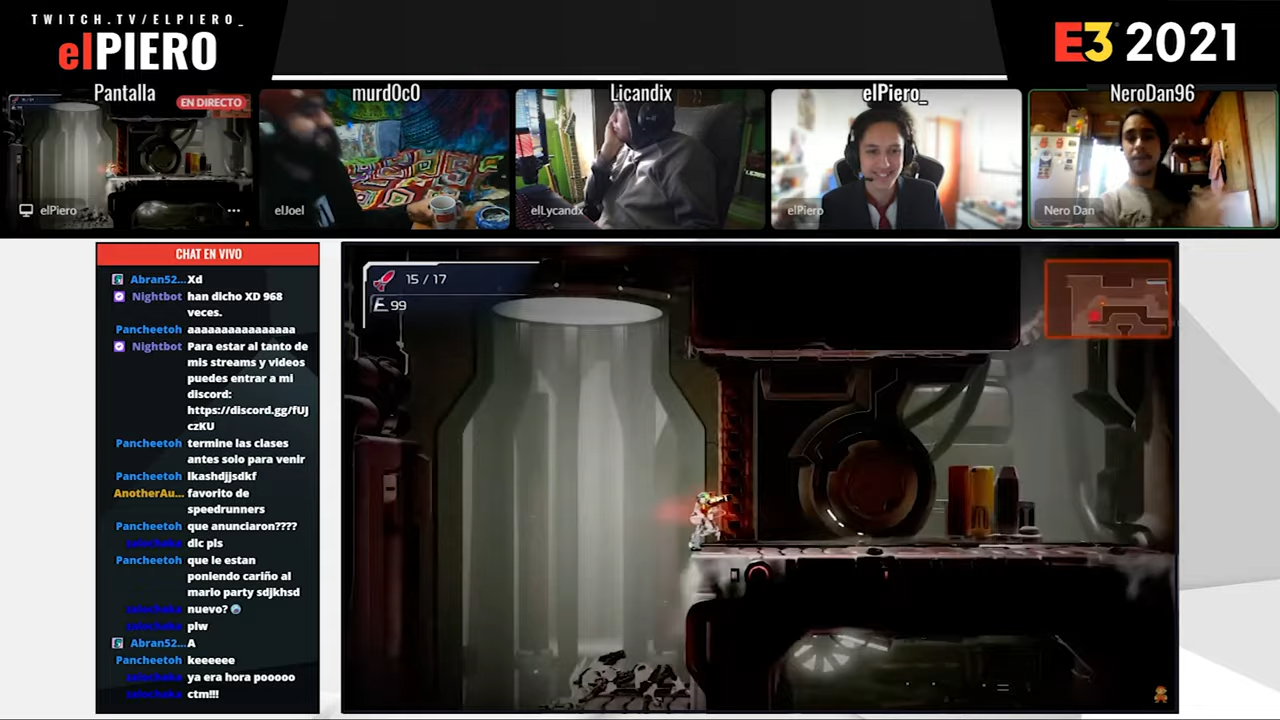 TWITCH.TV/ELPIERO_
elPIERO
E3 2021
Pantalla
EN DIRECTO
murdOcO
Licandix
elPiero_
NeroDan96
elPiero
elJoel
elLycandx
elPiero
Nero Dan
CHAT EN VIVO
Abran52... Xd
Nightbot han dicho XD 968
veces.
Pancheetoh aaaaaaaaaaaaaaaa
Nightbot Para estar al tanto de
mis streams y videos
puedes entrar a mi
discord:
https://discord.gg/fUJ
czKU
Pancheetoh termine las clases
antes solo para venir
Pancheetoh lkashdjjsdkf
AnotherAu... favorito de
speedrunners
Pancheetoh que anunciaron????
dlc pls
Pancheetoh que le estan
poniendo cariño al
mario party sdjkhsd
nuevo?
plw
Abran52... A
Pancheetoh keeeeee
ya era hora pooooo
ctm!!!
15 / 17
E 99